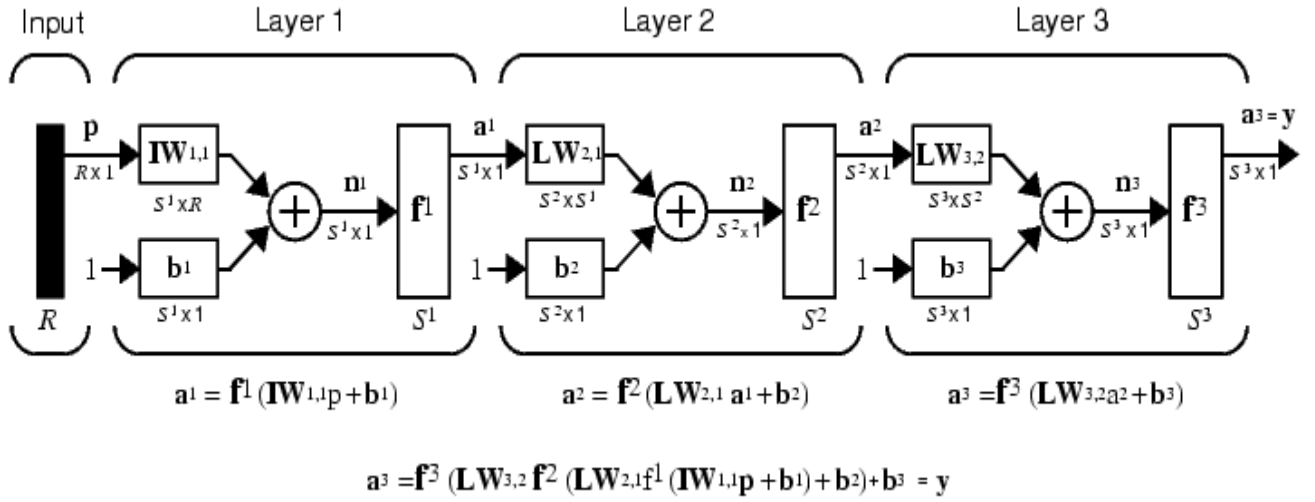 Input Layer 1 Layer 2 Layer 3
p a1 a2 a3 = y
IW1,1 LW2,1 LW3,2
R x 1 S1 x 1 S2 x 1 S3 x 1
S1 x R S2 x S1 S3 x S2
n1 n2 n3
+ f1 + f2 + f3
S1 x 1 S2 x 1 S3 x 1
1 b1 1 b2 1 b3
S1 x 1 S2 x 1 S3 x 1
R S1 S2 S3
a1 = f1 (IW1,1p + b1) a2 = f2 (LW2,1 a1 + b2) a3 =f3 (LW3,2a2 + b3)
a3 =f3 (LW3,2 f2 (LW2,1f1 (IW1,1p + b1) + b2) + b3 = y